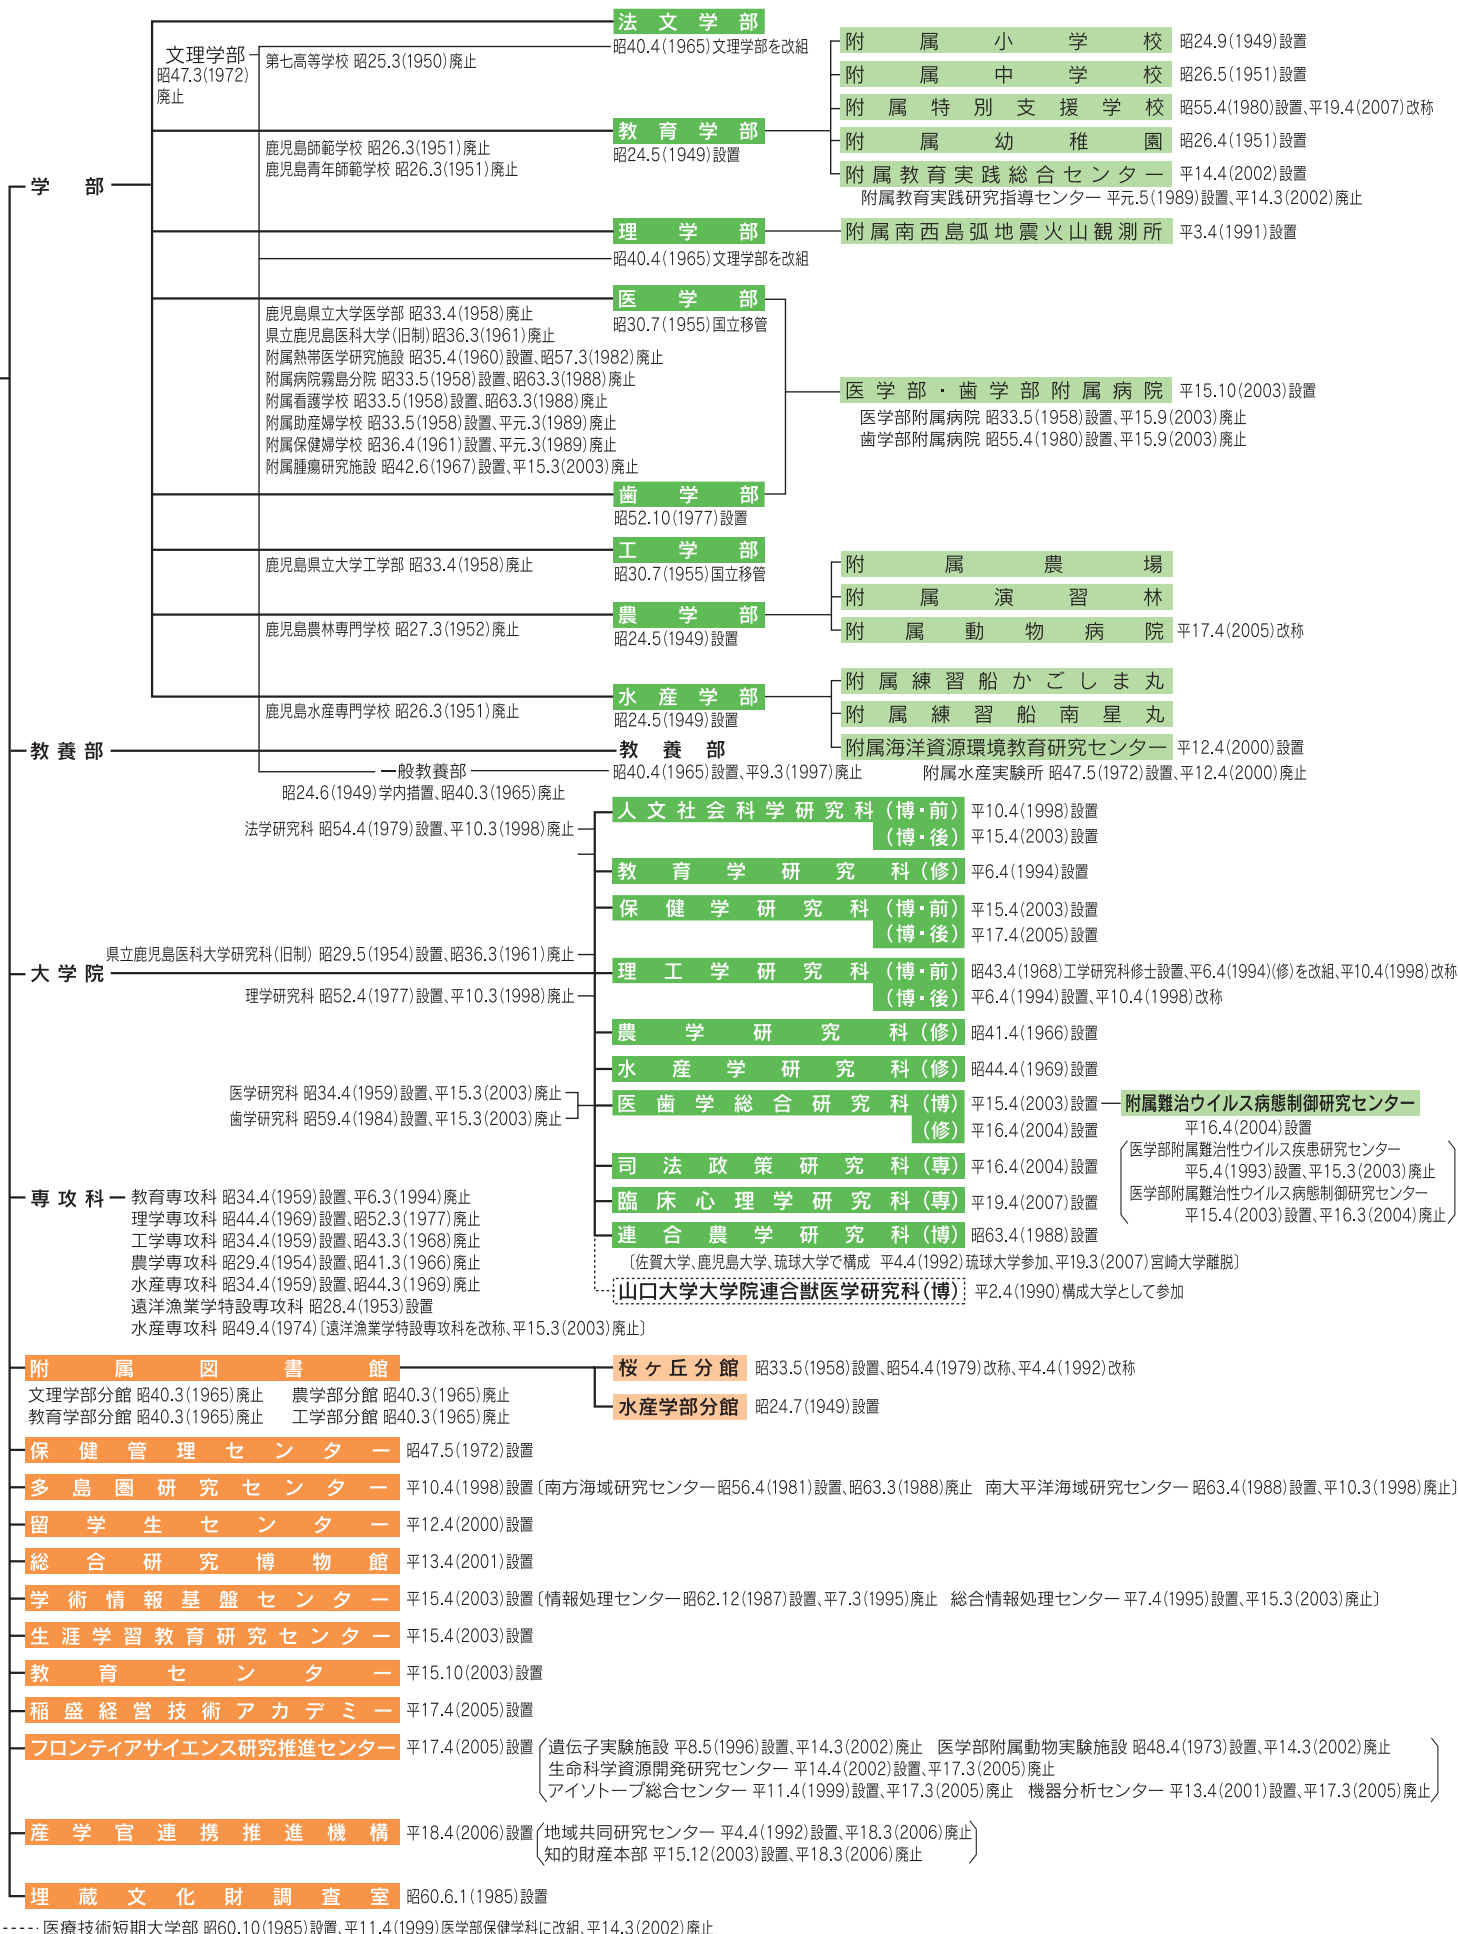 法文学部
昭40.4(1965)文理学部を改組
文理学部
昭47.3(1972)
廃止
第七高等学校 昭25.3(1950)廃止
附属小学校 昭24.9(1949)設置
附属中学校 昭26.5(1951)設置
附属特別支援学校 昭55.4(1980)設置、平19.4(2007)改称
教育学部
昭24.5(1949)設置
鹿児島師範学校 昭26.3(1951)廃止
鹿児島青年師範学校 昭26.3(1951)廃止
附属幼稚園 昭26.4(1951)設置
附属教育実践総合センター 平14.4(2002)設置
附属教育実践研究指導センター 平元.5(1989)設置、平14.3(2002)廃止
学部
理学部
昭40.4(1965)文理学部を改組
附属南西島弧地震火山観測所 平3.4(1991)設置
医学部
昭30.7(1955)国立移管
鹿児島県立大学医学部 昭33.4(1958)廃止
県立鹿児島医科大学(旧制)昭36.3(1961)廃止
附属熱帯医学研究施設 昭35.4(1960)設置、昭57.3(1982)廃止
附属病院霧島分院 昭33.5(1958)設置、昭63.3(1988)廃止
附属看護学校 昭33.5(1958)設置、昭63.3(1988)廃止
附属助産婦学校 昭33.5(1958)設置、平元.3(1989)廃止
附属保健婦学校 昭36.4(1961)設置、平元.3(1989)廃止
附属腫瘍研究施設 昭42.6(1967)設置、平15.3(2003)廃止
医学部・歯学部附属病院 平15.10(2003)設置
医学部附属病院 昭33.5(1958)設置、平15.9(2003)廃止
歯学部附属病院 昭55.4(1980)設置、平15.9(2003)廃止
歯学部
昭52.10(1977)設置
工学部
昭30.7(1955)国立移管
鹿児島県立大学工学部 昭33.4(1958)廃止
附属農場
附属演習林
附属動物病院 平17.4(2005)改称
農学部
昭24.5(1949)設置
鹿児島農林専門学校 昭27.3(1952)廃止
附属練習船かごしま丸
附属練習船南星丸
附属海洋資源環境教育研究センター 平12.4(2000)設置
附属水産実験所 昭47.5(1972)設置、平12.4(2000)廃止
水産学部
昭24.5(1949)設置
鹿児島水産専門学校 昭26.3(1951)廃止
教養部
教養部
昭40.4(1965)設置、平9.3(1997)廃止
一般教養部
昭24.6(1949)学内措置、昭40.3(1965)廃止
法学研究科 昭54.4(1979)設置、平10.3(1998)廃止
人文社会科学研究科(博・前) 平10.4(1998)設置
(博・後) 平15.4(2003)設置
教育学研究科(修) 平6.4(1994)設置
保健学研究科(博・前) 平15.4(2003)設置
(博・後) 平17.4(2005)設置
県立鹿児島医科大学研究科(旧制) 昭29.5(1954)設置、昭36.3(1961)廃止
大学院
理工学研究科(博・前) 昭43.4(1968)工学研究科修士設置、平6.4(1994)(修)を改組、平10.4(1998)改称
(博・後) 平6.4(1994)設置、平10.4(1998)改称
理学研究科 昭52.4(1977)設置、平10.3(1998)廃止
農学研究科(修) 昭41.4(1966)設置
水産学研究科(修) 昭44.4(1969)設置
医学研究科 昭34.4(1959)設置、平15.3(2003)廃止
歯学研究科 昭59.4(1984)設置、平15.3(2003)廃止
医歯学総合研究科(博) 平15.4(2003)設置
(修) 平16.4(2004)設置
附属難治ウイルス病態制御研究センター
平16.4(2004)設置
医学部附属難治性ウイルス疾患研究センター
平5.4(1993)設置、平15.3(2003)廃止
医学部附属難治性ウイルス病態制御研究センター
平15.4(2003)設置、平16.3(2004)廃止
司法政策研究科(専) 平16.4(2004)設置
臨床心理学研究科(専) 平19.4(2007)設置
連合農学研究科(博) 昭63.4(1988)設置
〔佐賀大学、鹿児島大学、琉球大学で構成 平4.4(1992)琉球大学参加、平19.3(2007)宮崎大学離脱〕
山口大学大学院連合獣医学研究科(博) 平2.4(1990)構成大学として参加
専攻科
教育専攻科 昭34.4(1959)設置、平6.3(1994)廃止
理学専攻科 昭44.4(1969)設置、昭52.3(1977)廃止
工学専攻科 昭34.4(1959)設置、昭43.3(1968)廃止
農学専攻科 昭29.4(1954)設置、昭41.3(1966)廃止
水産専攻科 昭34.4(1959)設置、昭44.3(1969)廃止
遠洋漁業学特設専攻科 昭28.4(1953)設置
水産専攻科 昭49.4(1974)〔遠洋漁業学特設専攻科を改称、平15.3(2003)廃止〕
附属図書館
文理学部分館 昭40.3(1965)廃止 農学部分館 昭40.3(1965)廃止
教育学部分館 昭40.3(1965)廃止 工学部分館 昭40.3(1965)廃止
桜ヶ丘分館 昭33.5(1958)設置、昭54.4(1979)改称、平4.4(1992)改称
水産学部分館 昭24.7(1949)設置
保健管理センター 昭47.5(1972)設置
多島圏研究センター 平10.4(1998)設置〔南方海域研究センター昭56.4(1981)設置、昭63.3(1988)廃止 南太平洋海域研究センター 昭63.4(1988)設置、平10.3(1998)廃止〕
留学生センター 平12.4(2000)設置
総合研究博物館 平13.4(2001)設置
学術情報基盤センター 平15.4(2003)設置〔情報処理センター昭62.12(1987)設置、平7.3(1995)廃止 総合情報処理センター 平7.4(1995)設置、平15.3(2003)廃止〕
生涯学習教育研究センター 平15.4(2003)設置
教育センター 平15.10(2003)設置
稲盛経営技術アカデミー 平17.4(2005)設置
フロンティアサイエンス研究推進センター 平17.4(2005)設置
遺伝子実験施設 平8.5(1996)設置、平14.3(2002)廃止 医学部附属動物実験施設 昭48.4(1973)設置、平14.3(2002)廃止
生命科学資源開発研究センター 平14.4(2002)設置、平17.3(2005)廃止
アイソトープ総合センター 平11.4(1999)設置、平17.3(2005)廃止 機器分析センター 平13.4(2001)設置、平17.3(2005)廃止
産学官連携推進機構 平18.4(2006)設置
地域共同研究センター 平4.4(1992)設置、平18.3(2006)廃止
知的財産本部 平15.12(2003)設置、平18.3(2006)廃止
埋蔵文化財調査室 昭60.6.1(1985)設置
医療技術短期大学部 昭60.10(1985)設置、平11.4(1999)医学部保健学科に改組、平14.3(2002)廃止